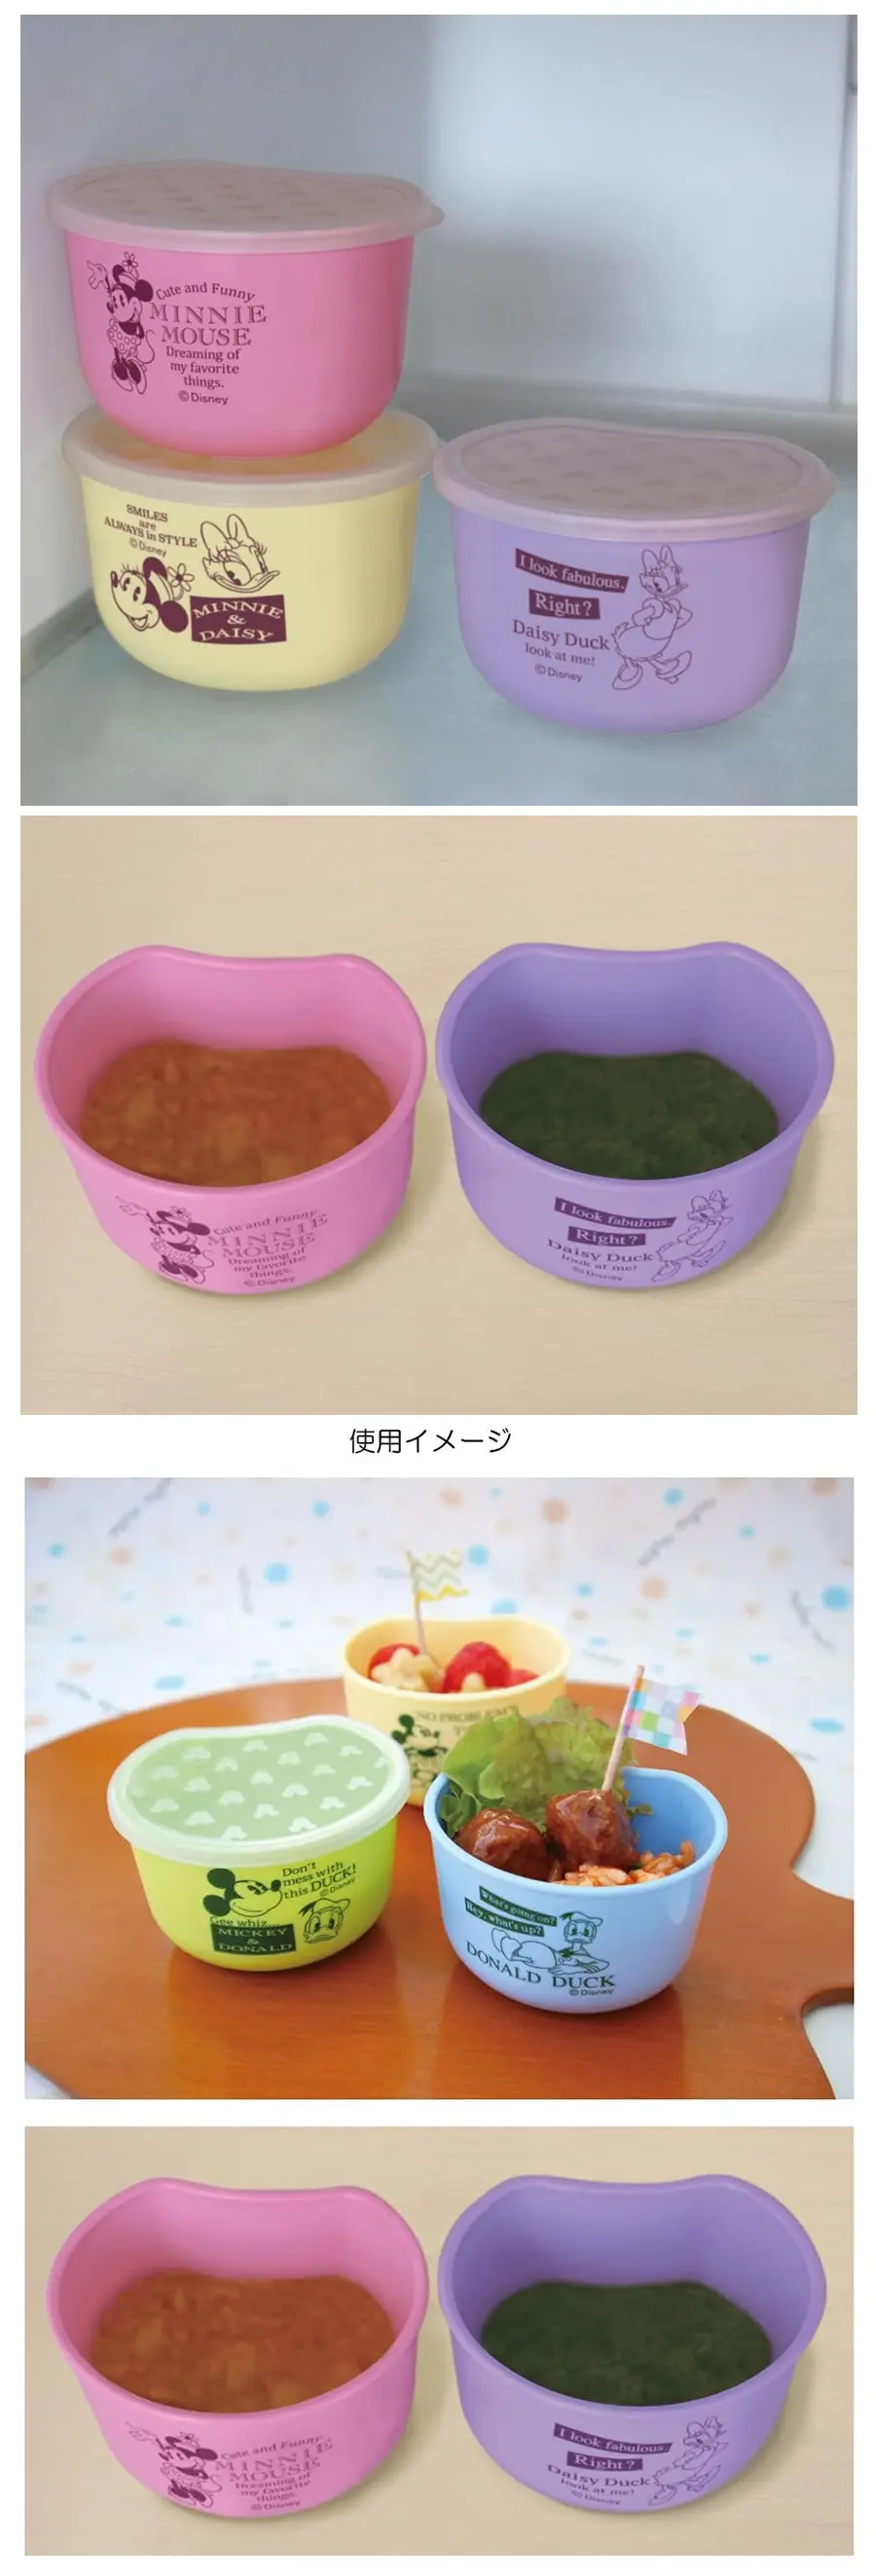 Cute and Funny
MINNIE
MOUSE
Dreaming of
my favorite
things.
©Disney
SMILES
are
ALWAYS in STYLE
©Disney
MINNIE
&
DAISY
I look fabulous.
Right?
Daisy Duck
look at me!
©Disney
Cute and Funny
MINNIE
MOUSE
Dreaming of
my favorite
things.
©Disney
I look fabulous.
Right?
Daisy Duck
look at me!
©Disney
使用イメージ
NO PROBLEM
Don't
mess with
this DUCK!
©Disney
Gee whiz...
MICKEY
&
DONALD
What's going on?
Hey, what's up?
DONALD DUCK
©Disney
Cute and Funny
MINNIE
MOUSE
Dreaming of
my favorite
things.
©Disney
I look fabulous.
Right?
Daisy Duck
look at me!
©Disney